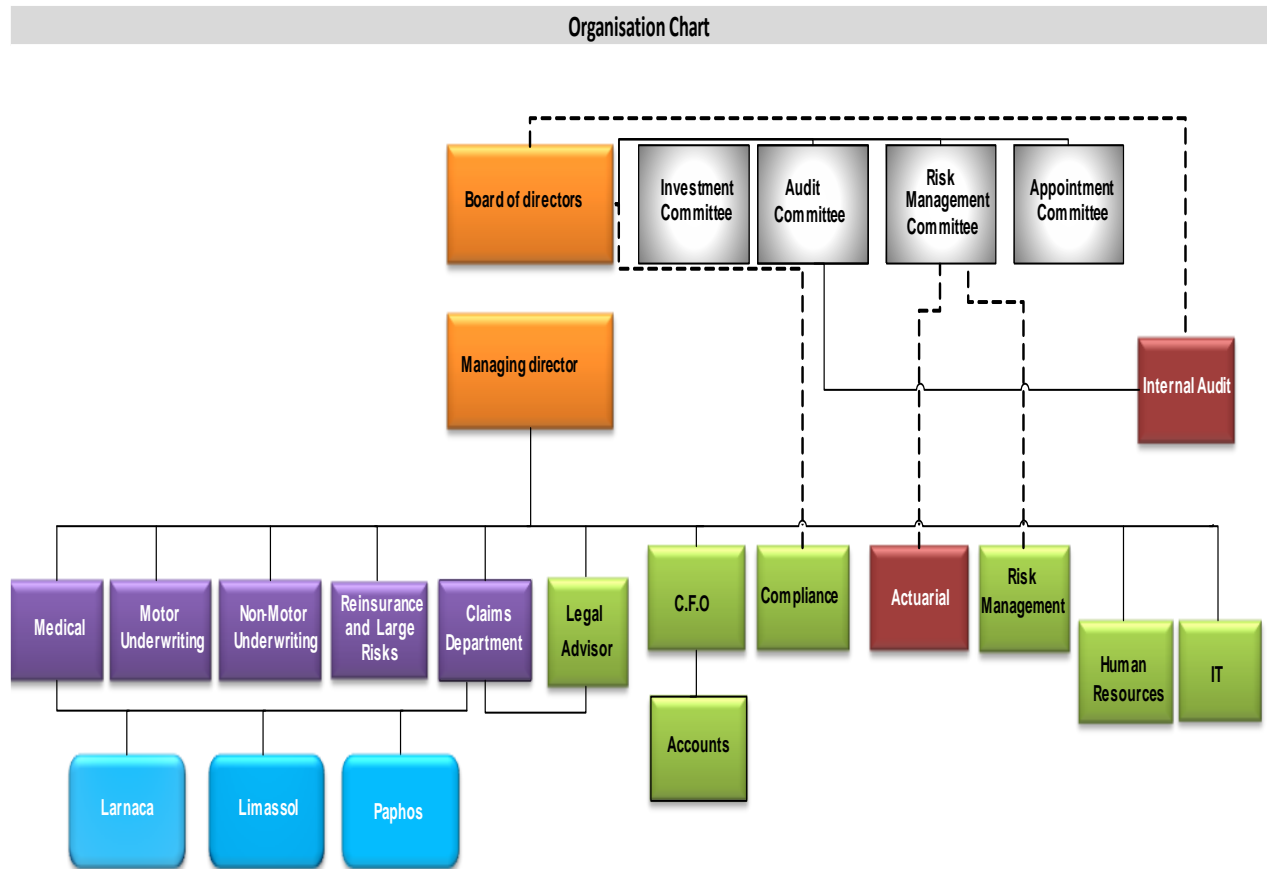 Organisation Chart
Board of directors
Investment
Committee
Audit
Committee
Risk
Management
Committee
Appointment
Committee
Managing director
Internal Audit
Medical
Motor
Underwriting
Non-Motor
Underwriting
Reinsurance
and Large
Risks
Claims
Department
Legal
Advisor
C.F.O
Compliance
Actuarial
Risk
Management
Human
Resources
IT
Accounts
Larnaca
Limassol
Paphos